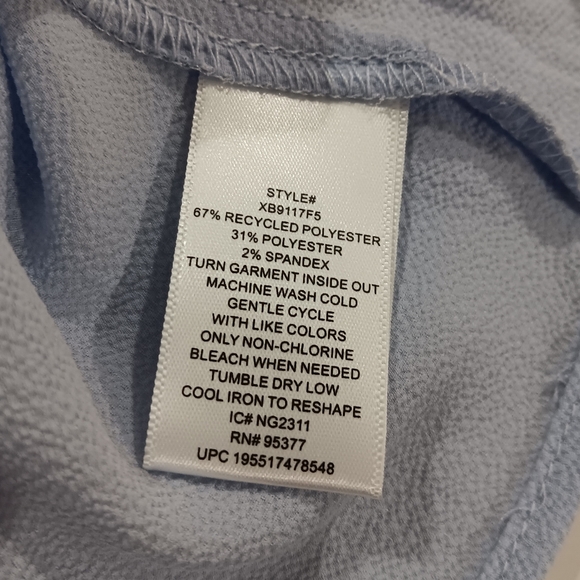 STYLE#
XB9117F5
67% RECYCLED POLYESTER
31% POLYESTER
2% SPANDEX
TURN GARMENT INSIDE OUT
MACHINE WASH COLD
GENTLE CYCLE
WITH LIKE COLORS
ONLY NON-CHLORINE
BLEACH WHEN NEEDED
TUMBLE DRY LOW
COOL IRON TO RESHAPE
IC# NG2311
RN# 95377
UPC 195517478548